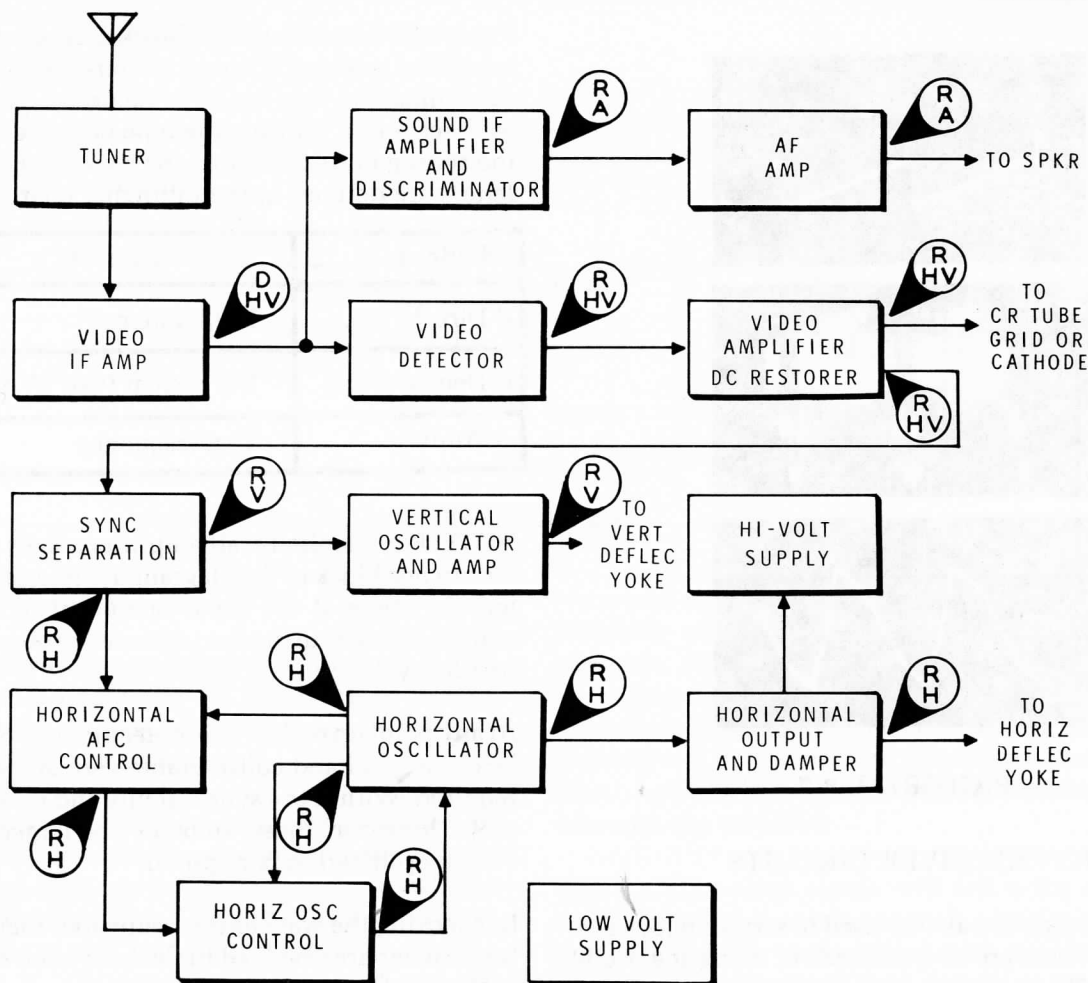 TUNER
SOUND IF
AMPLIFIER
AND
DISCRIMINATOR
R
A
AF
AMP
R
A
TO SPKR
VIDEO
IF AMP
D
HV
VIDEO
DETECTOR
R
HV
VIDEO
AMPLIFIER
DC RESTORER
R
HV
R
HV
TO
CR TUBE
GRID OR
CATHODE
SYNC
SEPARATION
R
V
R
H
VERTICAL
OSCILLATOR
AND AMP
R
V
TO
VERT
DEFLEC
YOKE
HI-VOLT
SUPPLY
HORIZONTAL
AFC
CONTROL
R
H
R
H
HORIZONTAL
OSCILLATOR
R
H
R
H
HORIZONTAL
OUTPUT
AND DAMPER
R
H
TO
HORIZ
DEFLEC
YOKE
HORIZ OSC
CONTROL
R
H
LOW VOLT
SUPPLY